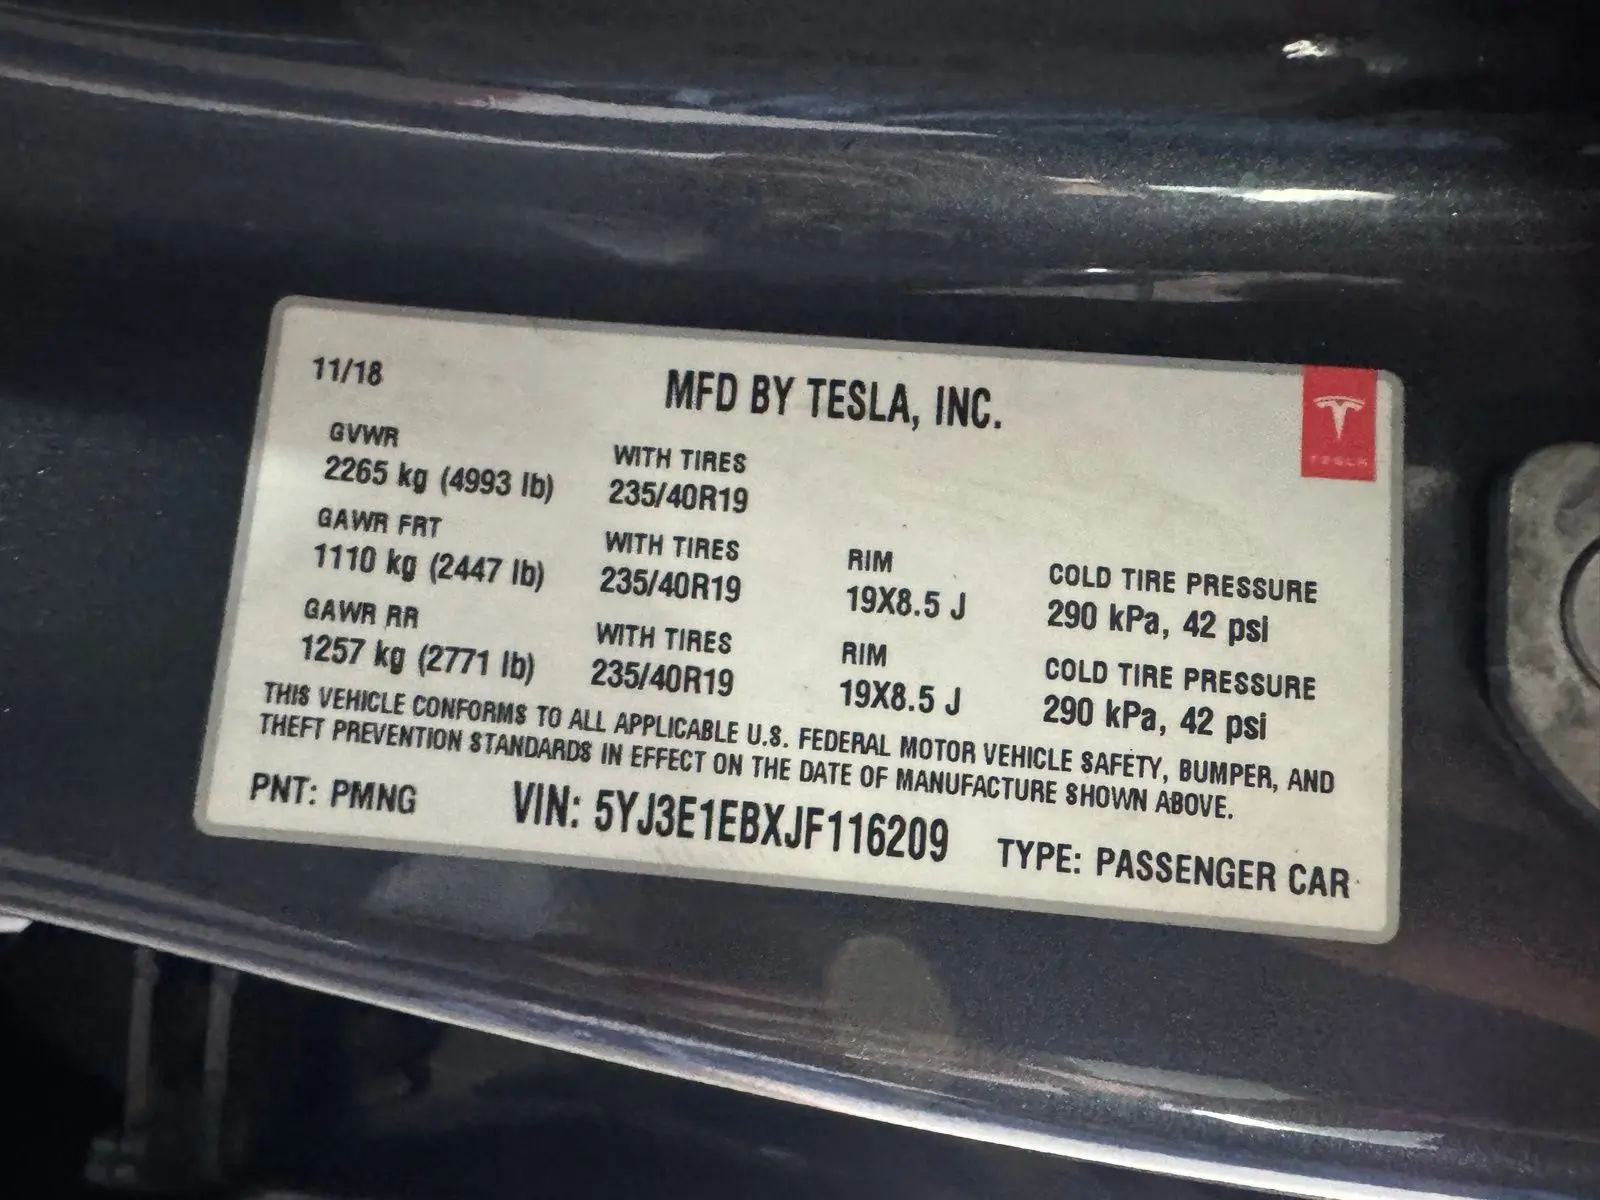 11/18
MFD BY TESLA, INC.
TESLA
GVWR
2265 kg (4993 lb)
WITH TIRES
235/40R19
GAWR FRT
1110 kg (2447 lb)
WITH TIRES
235/40R19
RIM
19X8.5 J
COLD TIRE PRESSURE
290 kPa, 42 psi
GAWR RR
1257 kg (2771 lb)
WITH TIRES
235/40R19
RIM
19X8.5 J
COLD TIRE PRESSURE
290 kPa, 42 psi
THIS VEHICLE CONFORMS TO ALL APPLICABLE U.S. FEDERAL MOTOR VEHICLE SAFETY, BUMPER, AND
THEFT PREVENTION STANDARDS IN EFFECT ON THE DATE OF MANUFACTURE SHOWN ABOVE.
PNT: PMNG
VIN: 5YJ3E1EBXJF116209
TYPE: PASSENGER CAR